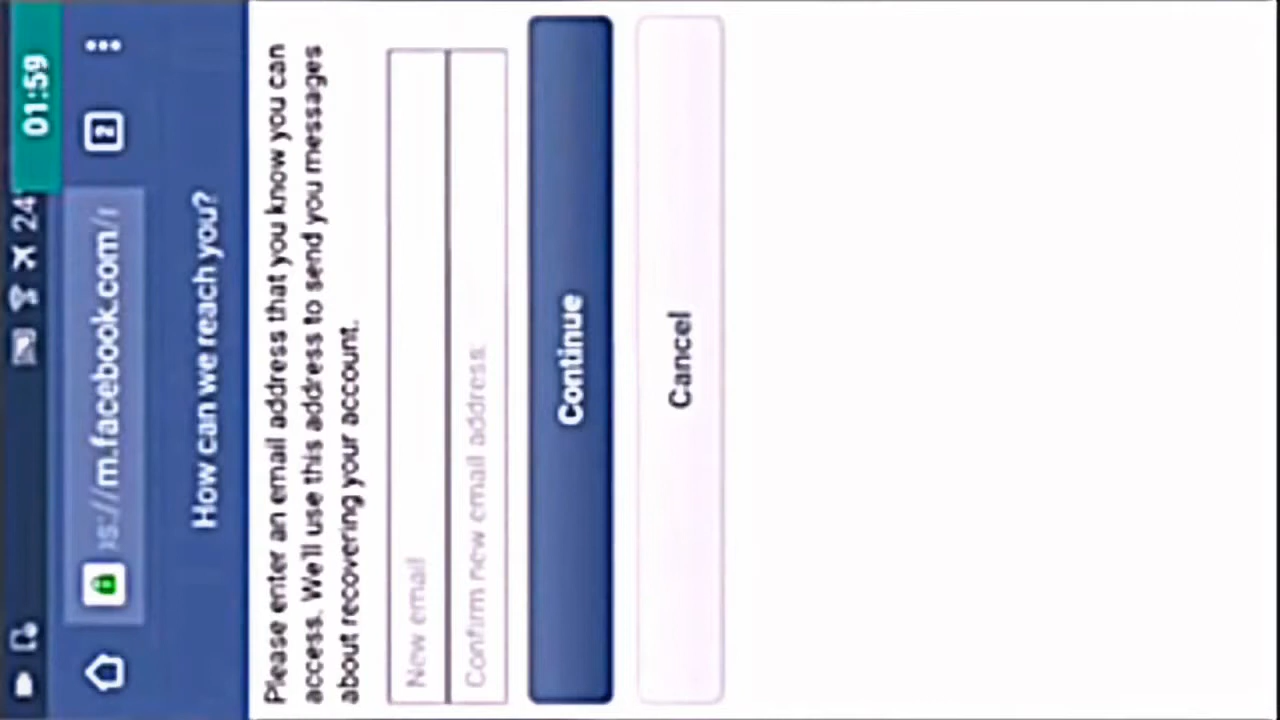 01:59
24
2
s://m.facebook.com/r
How can we reach you?
Please enter an email address that you know you can
access. We'll use this address to send you messages
about recovering your account.
New email
Confirm new email address
Continue
Cancel